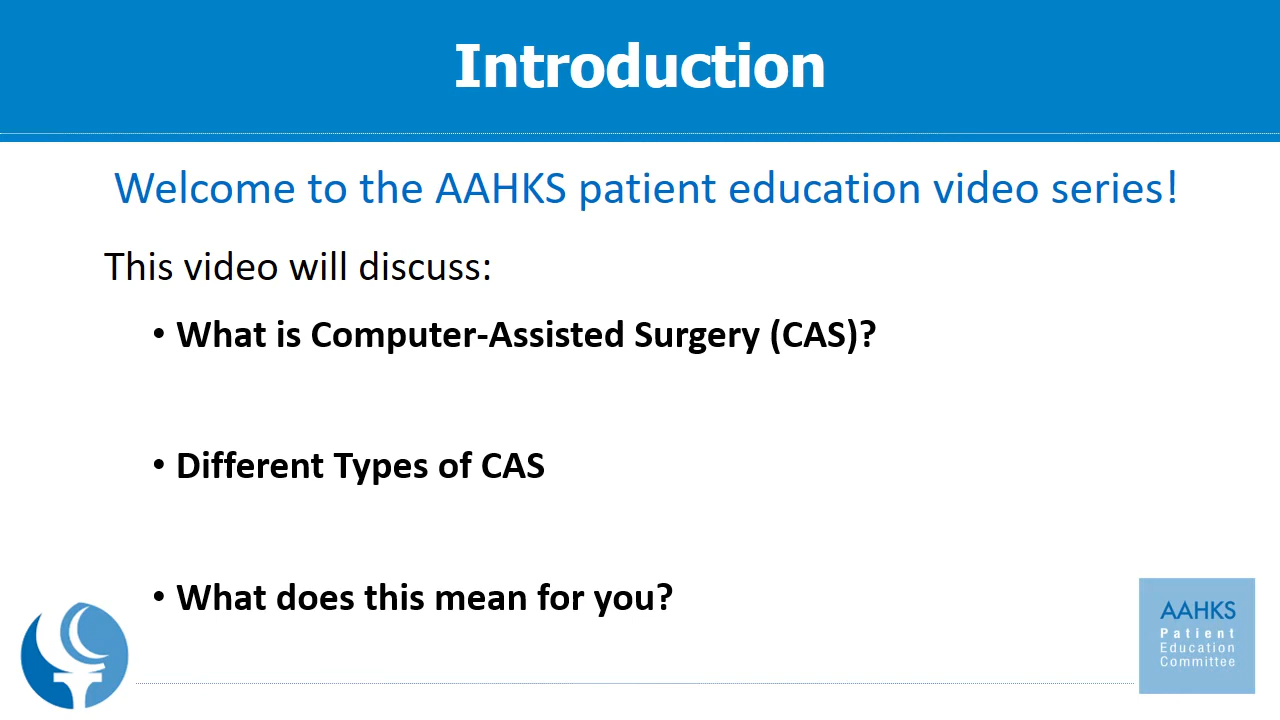 Introduction
Welcome to the AAHKS patient education video series!
This video will discuss:
• What is Computer-Assisted Surgery (CAS)?
• Different Types of CAS
• What does this mean for you?
AAHKS
Patient
Education
Committee